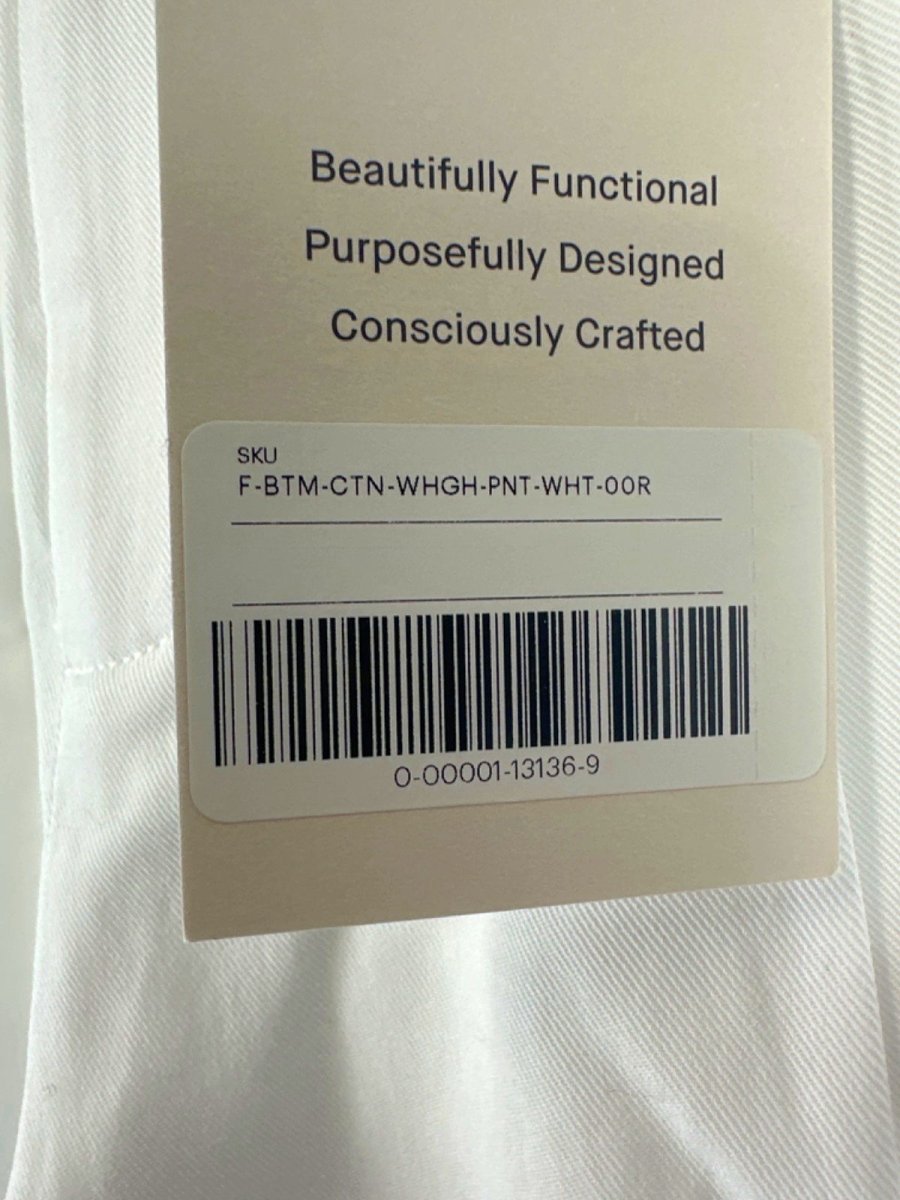 Beautifully Functional
Purposefully Designed
Consciously Crafted
SKU
F-BTM-CTN-WHGH-PNT-WHT-00R
0-00001-13136-9